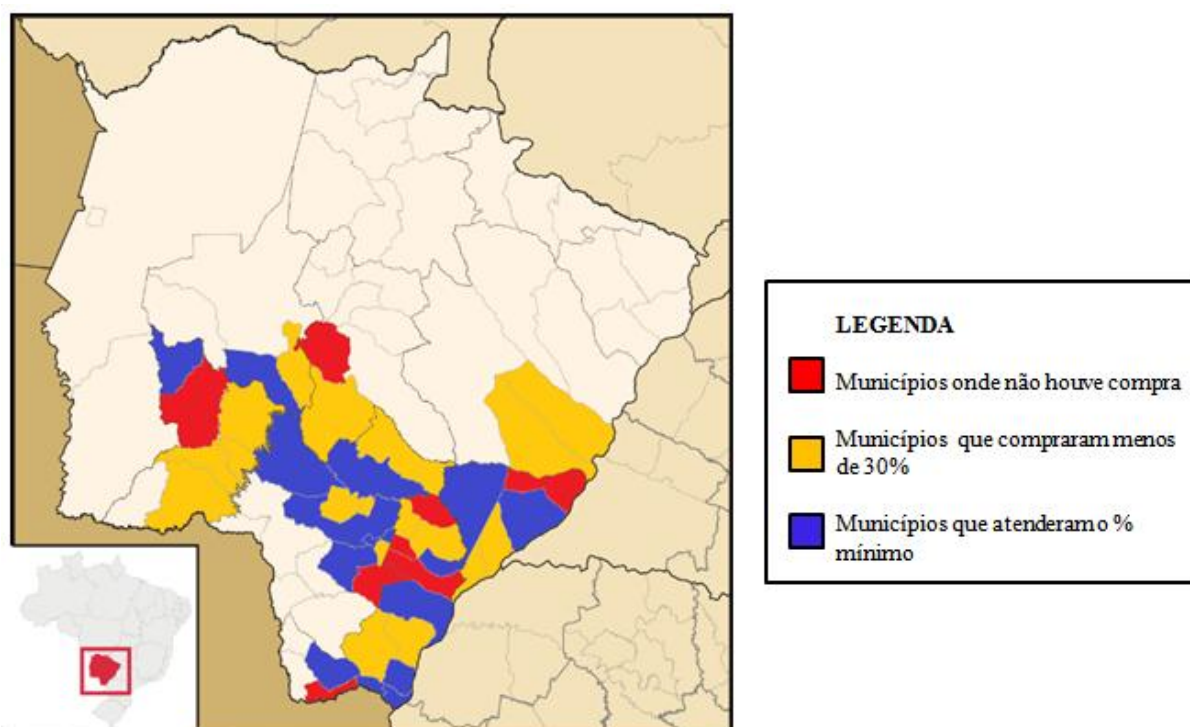 LEGENDA
Municípios onde não houve compra
Municípios que compraram menos
de 30%
Municípios que atenderam o %
mínimo